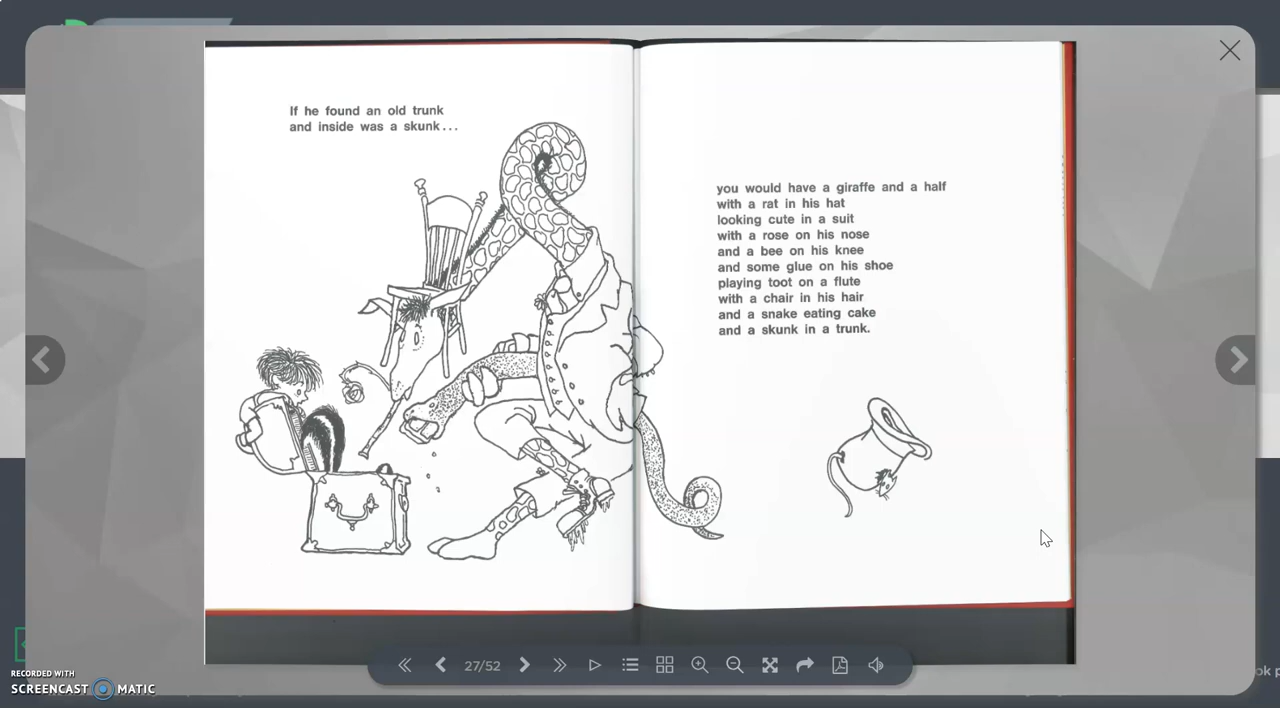 If he found an old trunk
and inside was a skunk...
you would have a giraffe and a half
with a rat in his hat
looking cute in a suit
with a rose on his nose
and a bee on his knee
and some glue on his shoe
playing toot on a flute
with a chair in his hair
and a snake eating cake
and a skunk in a trunk.
27/52
RECORDED WITH
SCREENCAST MATIC